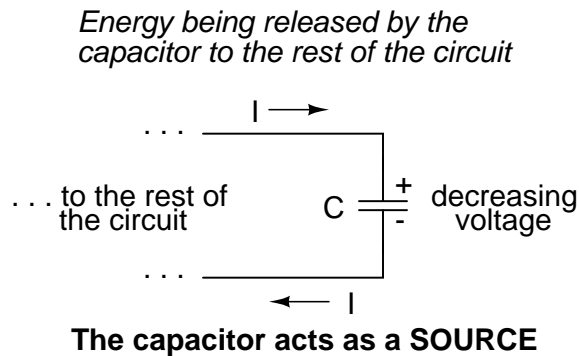 Energy being released by the
capacitor to the rest of the circuit
I
. . .
. . . to the rest of
the circuit
C
+
-
decreasing
voltage
. . .
I
The capacitor acts as a SOURCE